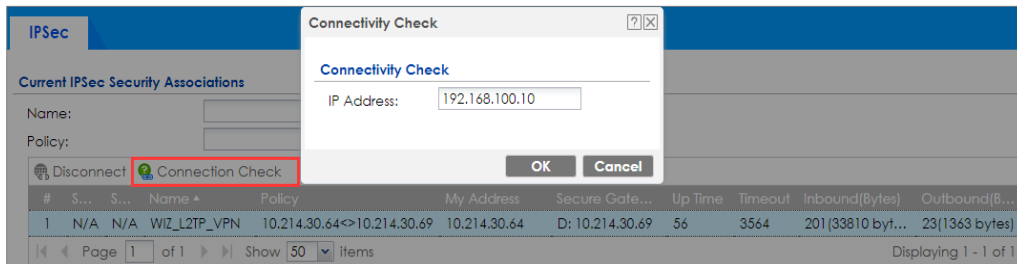 IPSec
Current IPSec Security Associations
Name:
Policy:
Disconnect Connection Check
# S... S... Name Policy My Address Secure Gate... Up Time Timeout Inbound(Bytes) Outbound(B...
1 N/A N/A WIZ_L2TP_VPN 10.214.30.64<>10.214.30.69 10.214.30.64 D: 10.214.30.69 56 3564 201(33810 byt... 23(1363 bytes)
Page 1 of 1 Show 50 items Displaying 1 - 1 of 1
Connectivity Check
Connectivity Check
IP Address: 192.168.100.10
OK Cancel